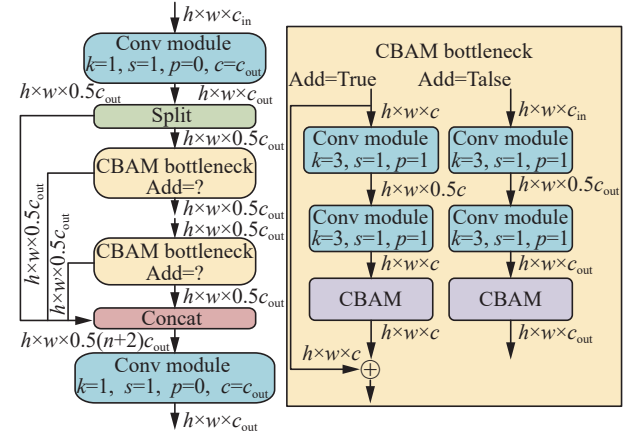 h×w×c_in
Conv module
k=1, s=1, p=0, c=c_out
h×w×0.5c_out
h×w×c_out
Split
h×w×0.5c_out
CBAM bottleneck
Add=?
h×w×0.5c_out
h×w×0.5c_out
h×w×0.5c_out
h×w×0.5c_out
CBAM bottleneck
Add=?
h×w×0.5c_out
Concat
h×w×0.5(n+2)c_out
Conv module
k=1, s=1, p=0, c=c_out
h×w×c_out
CBAM bottleneck
Add=True
h×w×c
Conv module
k=3, s=1, p=1
h×w×0.5c
Conv module
k=3, s=1, p=1
h×w×c
CBAM
h×w×c
h×w×c
Add=Talse
h×w×c_in
Conv module
k=3, s=1, p=1
h×w×0.5c_out
Conv module
k=3, s=1, p=1
h×w×c_out
CBAM
h×w×c_out